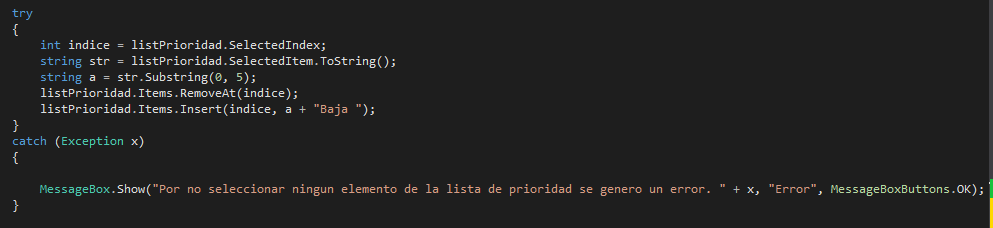 try
{
    int indice = listPrioridad.SelectedIndex;
    string str = listPrioridad.SelectedItem.ToString();
    string a = str.Substring(0, 5);
    listPrioridad.Items.RemoveAt(indice);
    listPrioridad.Items.Insert(indice, a + "Baja ");
}
catch (Exception x)
{
    MessageBox.Show("Por no seleccionar ningun elemento de la lista de prioridad se genero un error. " + x, "Error", MessageBoxButtons.OK);
}